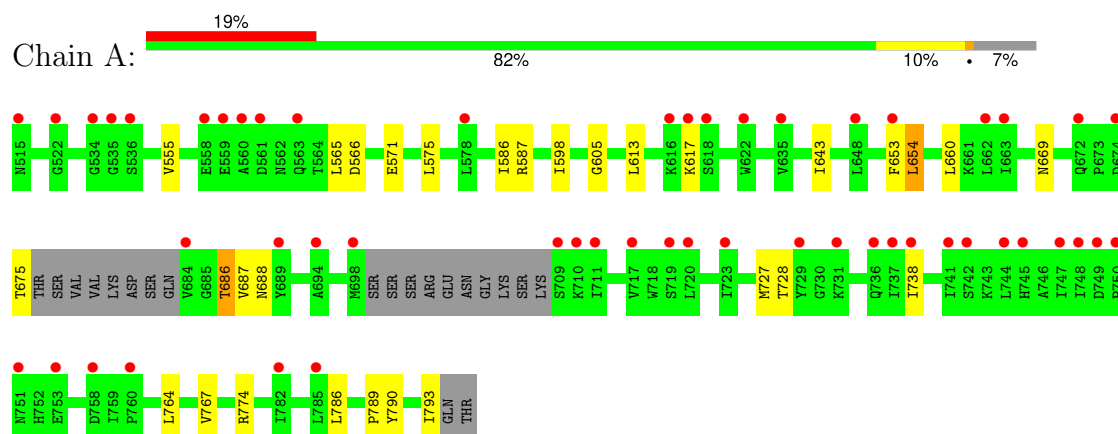 19%
Chain A:
82% 10% • 7%
N515 G522 G534 G535 S536 V555 E558 E559 A560 D561 N562 Q563 T564 L565 D566 E571 L575 L578 I586 R587 I598 G605 L613 K616 K617 S618 W622 V635 I643 L648 F653 L654 L660 K661 L662 I663 N669 Q672 P673 D674
T675 THR SER VAL VAL LYS ASP SER GLN V684 G685 T686 V687 N688 Y689 A694 M698 SER SER SER ARG GLU ASN GLY LYS SER LYS S709 K710 I711 V717 W718 S719 L720 I723 M727 T728 Y729 G730 K731 Q736 I737 I738 I741 S742 K743 L744 H745 A746 I747 I748 D749 P750
N751 H752 E753 D758 I759 P760 L764 V767 R774 I782 L785 L786 P789 Y790 I793 GLN THR